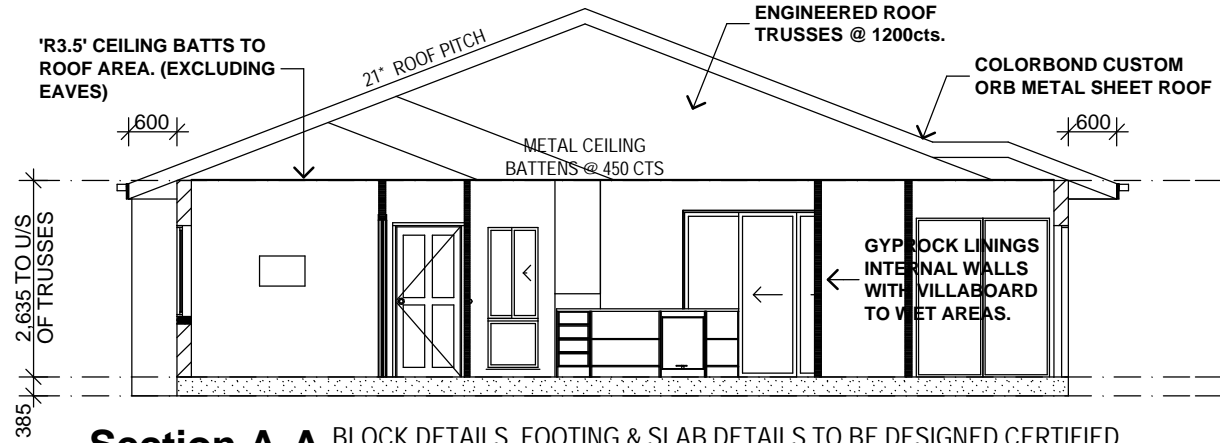 ENGINEERED ROOF
TRUSSES @ 1200cts.
'R3.5' CEILING BATTS TO
ROOF AREA. (EXCLUDING
EAVES)
21* ROOF PITCH
COLORBOND CUSTOM
ORB METAL SHEET ROOF
600
600
METAL CEILING
BATTENS @ 450 CTS
2,635 TO U/S
OF TRUSSES
GYPROCK LININGS
INTERNAL WALLS
WITH VILLABOARD
TO WET AREAS.
385
Section A-A BLOCK DETAILS, FOOTING & SLAB DETAILS TO BE DESIGNED CERTIFIED